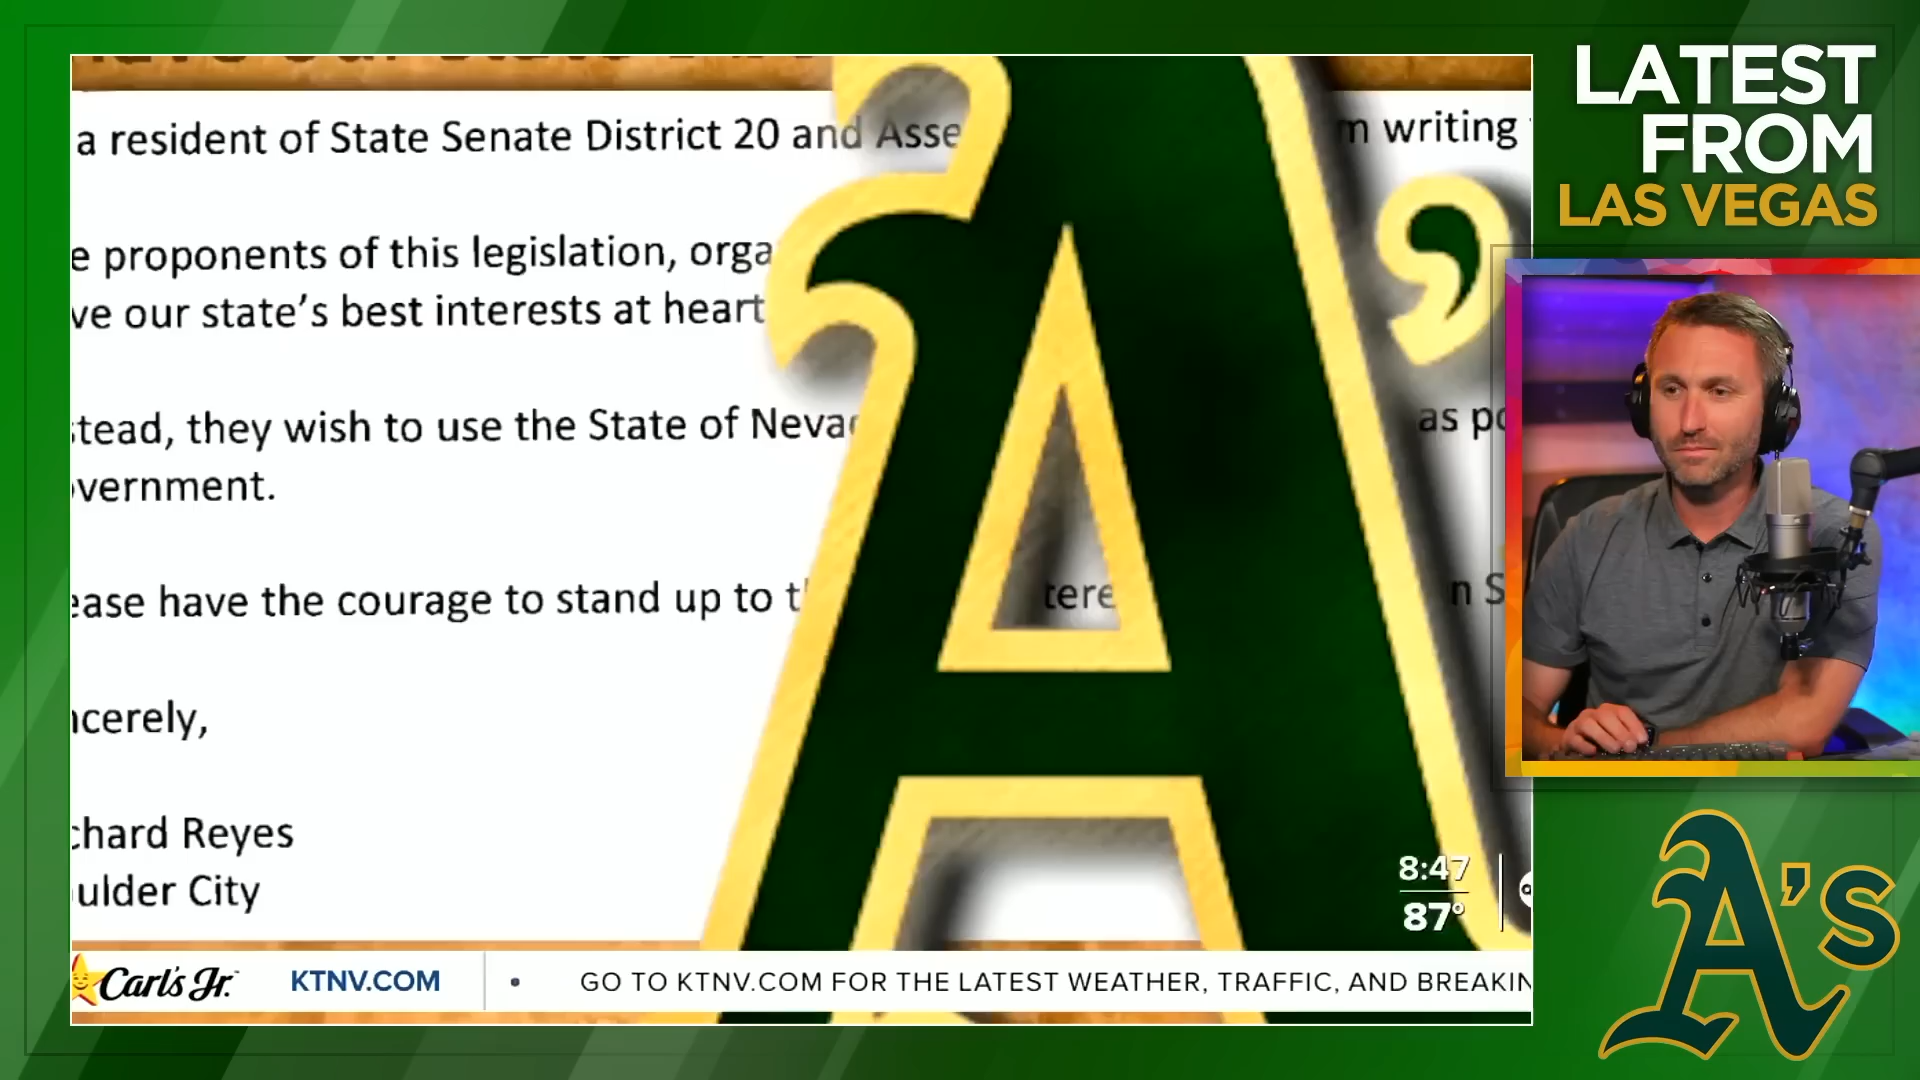 LATEST
FROM
LAS VEGAS
a resident of State Senate District 20 and Asse m writing
e proponents of this legislation, orga
ve our state's best interests at heart
stead, they wish to use the State of Neva as po
vernment.
ease have the courage to stand up to t tere n S
ncerely,
chard Reyes
ulder City
A's
8:47
87°
Carl's Jr. KTNV.COM • GO TO KTNV.COM FOR THE LATEST WEATHER, TRAFFIC, AND BREAKIN
A's